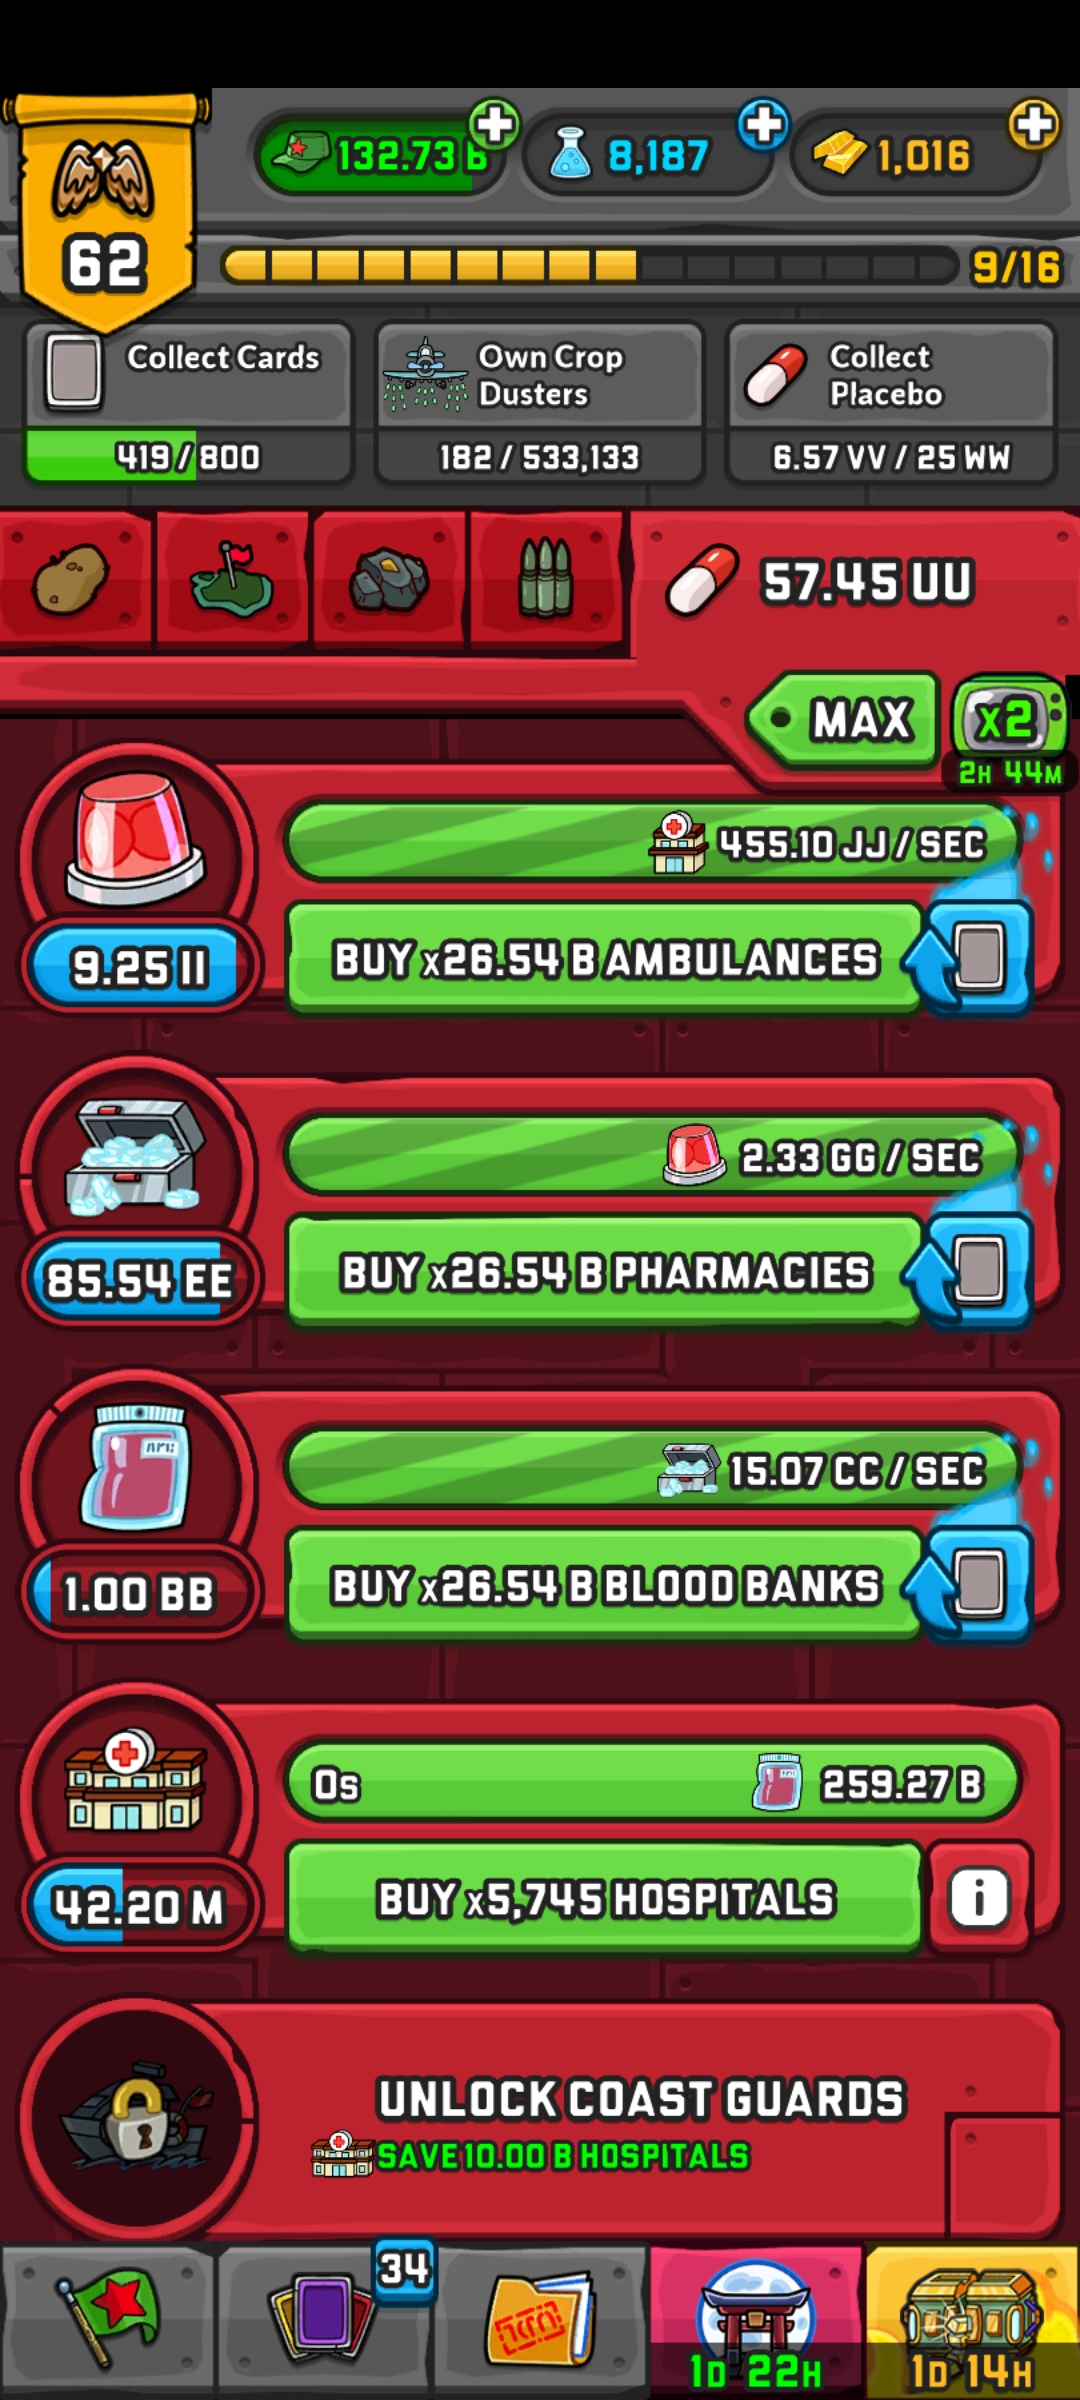 132.73 B
8,187
1,016
62
9/16
Collect Cards
419 / 800
Own Crop
Dusters
182 / 533,133
Collect
Placebo
6.57 VV / 25 WW
57.45 UU
MAX
x2
2H 44M
455.10 JJ / SEC
9.25 II
BUY x26.54 B AMBULANCES
2.33 GG / SEC
85.54 EE
BUY x26.54 B PHARMACIES
15.07 CC / SEC
1.00 BB
BUY x26.54 B BLOOD BANKS
0s
259.27 B
42.20 M
BUY x5,745 HOSPITALS
i
UNLOCK COAST GUARDS
SAVE 10.00 B HOSPITALS
34
1D 22H
1D 14H